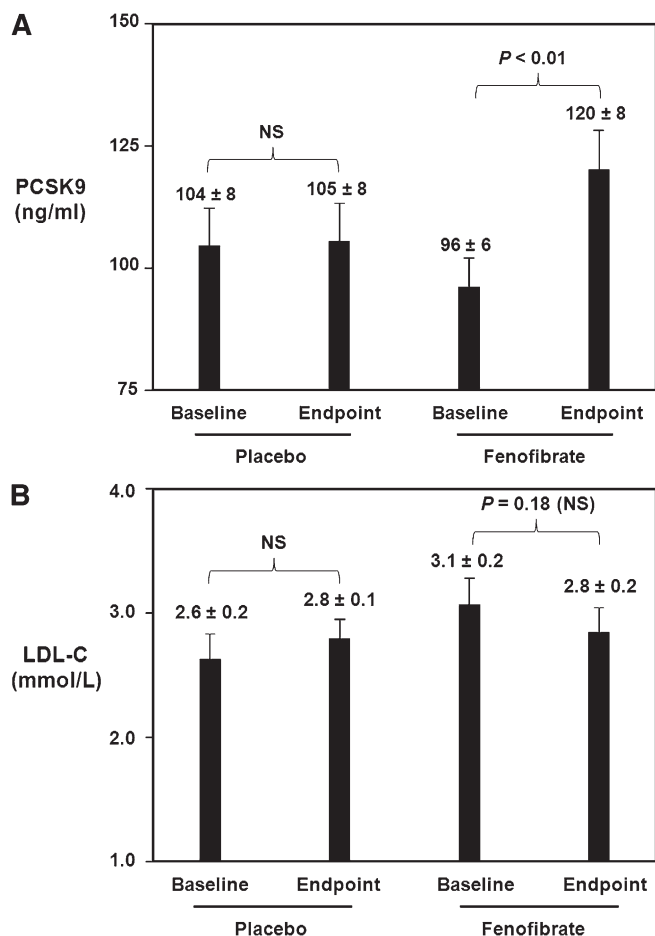 A
150
P < 0.01
120 ± 8
125
NS
104 ± 8
105 ± 8
PCSK9
(ng/ml)
96 ± 6
100
75
Baseline
Endpoint
Baseline
Endpoint
Placebo
Fenofibrate
B
4.0
P = 0.18 (NS)
NS
3.1 ± 0.2
2.8 ± 0.2
2.6 ± 0.2
2.8 ± 0.1
3.0
LDL-C
(mmol/L)
2.0
1.0
Baseline
Endpoint
Baseline
Endpoint
Placebo
Fenofibrate